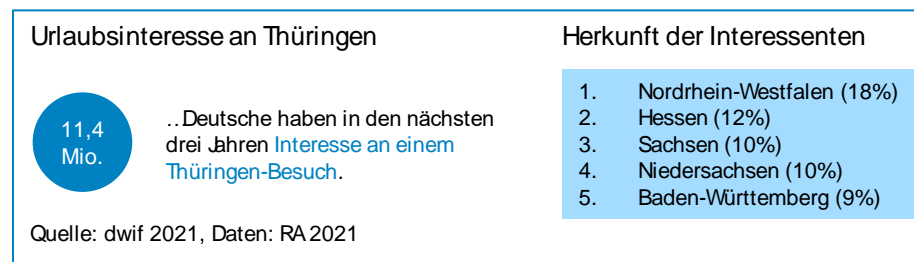 Urlaubsinteresse an Thüringen
11,4
Mio.
…Deutsche haben in den nächsten
drei Jahren Interesse an einem
Thüringen-Besuch.
Quelle: dwif 2021, Daten: RA 2021
Herkunft der Interessenten
1. Nordrhein-Westfalen (18%)
2. Hessen (12%)
3. Sachsen (10%)
4. Niedersachsen (10%)
5. Baden-Württemberg (9%)